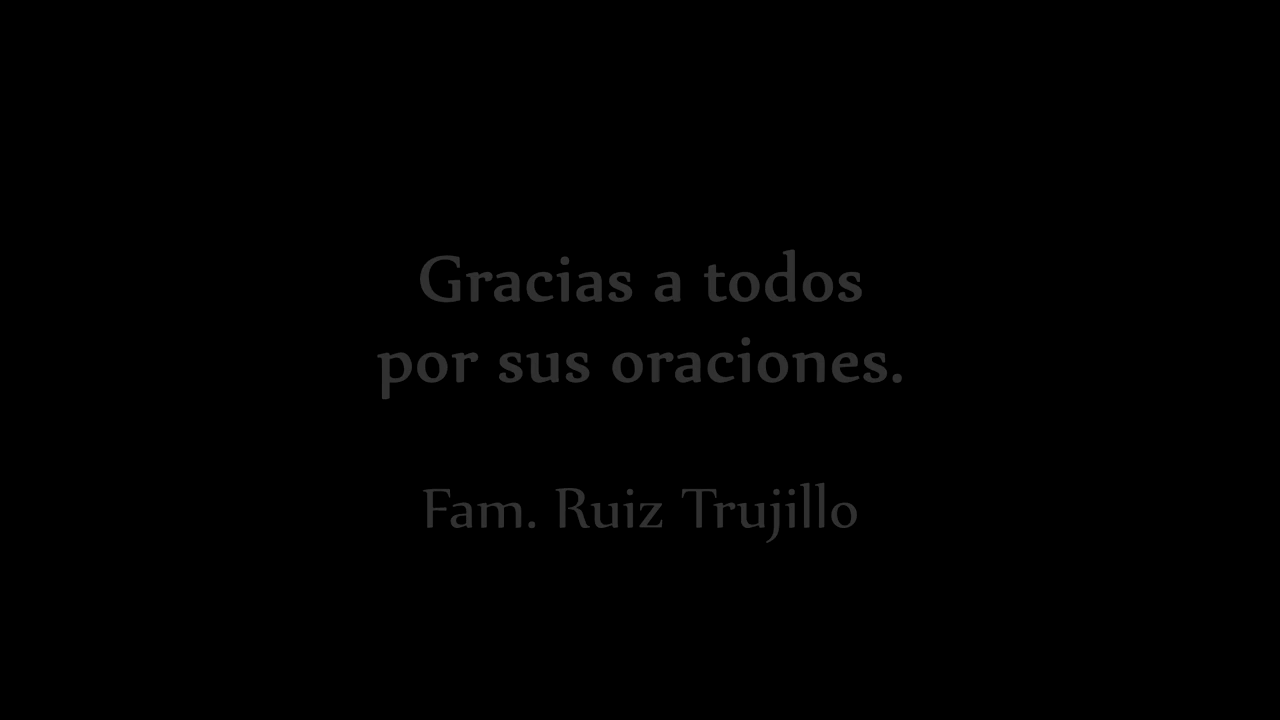 Gracias a todos
por sus oraciones.
Fam. Ruiz Trujillo